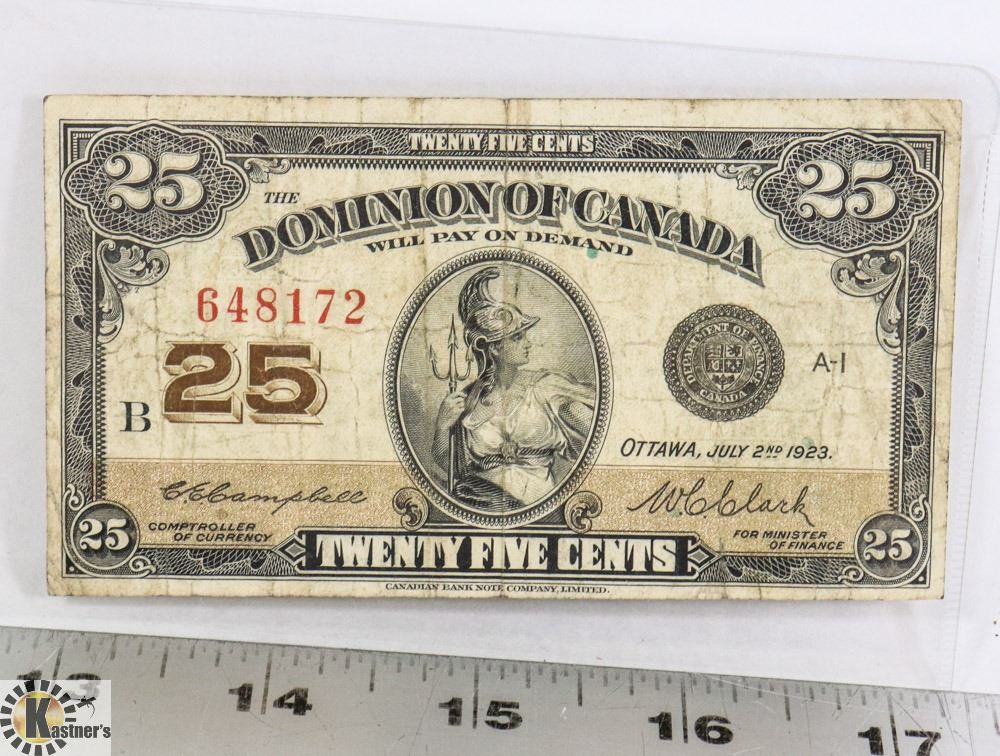 TWENTY FIVE CENTS
25 25
THE
DOMINION OF CANADA
WILL PAY ON DEMAND
648172
25
B
DEPARTMENT OF FINANCE
CANADA
A-1
OTTAWA, JULY 2ND 1923.
C.E.Campbell
W.C.Clark
COMPTROLLER
OF CURRENCY
FOR MINISTER
OF FINANCE
25 25
TWENTY FIVE CENTS
CANADIAN BANK NOTE COMPANY, LIMITED.
13 14 15 16 17
Kastner's